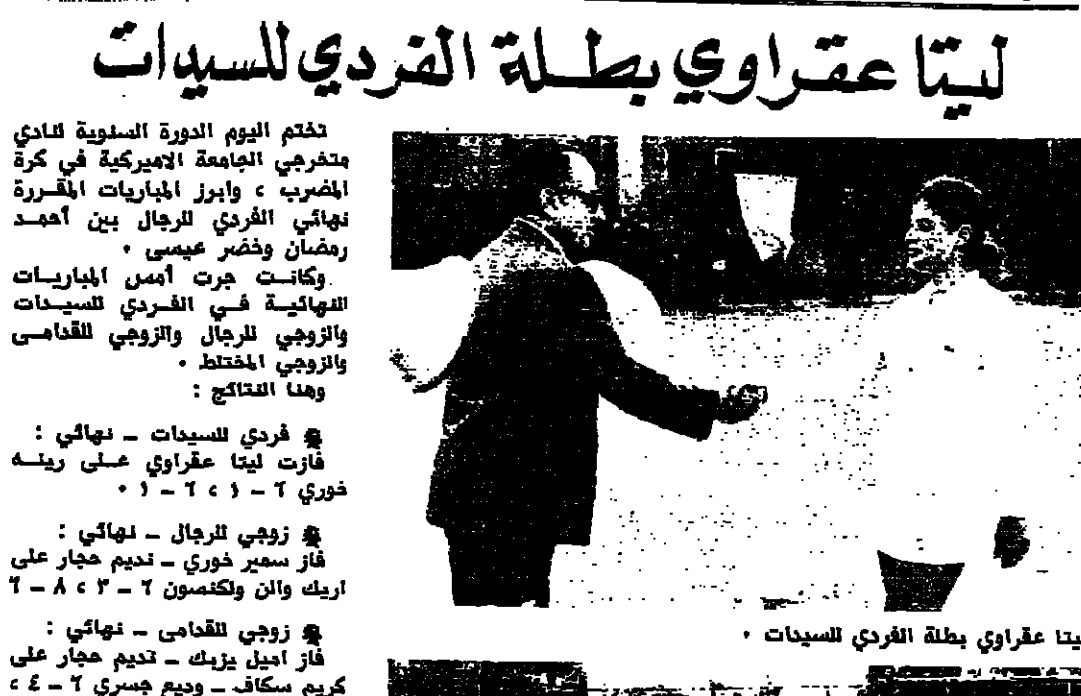 ليتا عقراوي بطلة الفردي للسيدات
تختم اليوم الدورة السنوية لنادي
متخرجي الجامعة الاميركية في كرة
المضرب ، وابرز المباريات المقررة
نهائي الفردي للرجال بين أحمد
رمضان وخضر عيسى .
وكانت جرت أمس المباريات
النهائية في الفردي للسيدات
والزوجي للرجال والزوجي للقدامى
والزوجي المختلط .
وهنا النتائج :
فردي للسيدات - نهائي :
فازت ليتا عقراوي على رينه
خوري ٦ - ١ ، ٦ - ١ .
زوجي للرجال - نهائي :
فاز سمير خوري - نديم حجار على
اريك والن ولكنسون ٦ - ٣ ، ٨ - ٦
زوجي للقدامى - نهائي :
فاز اميل يزبك - نديم حجار على
كريم سكاف - وديع جسري ٦ - ٤ ،
ليتا عقراوي بطلة الفردي للسيدات .